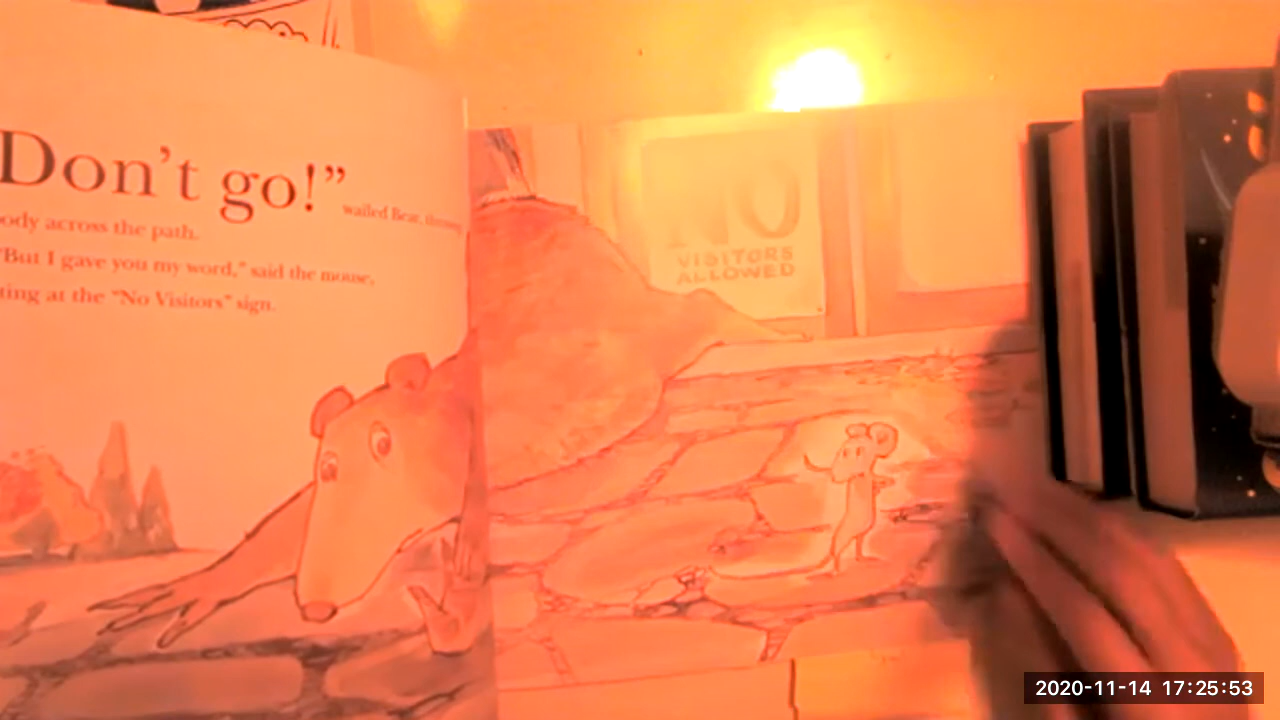 Don't go!” wailed Bear, throwing
ody across the path.
“But I gave you my word,” said the mouse,
ting at the “No Visitors” sign.
NO
VISITORS
ALLOWED
2020-11-14 17:25:53